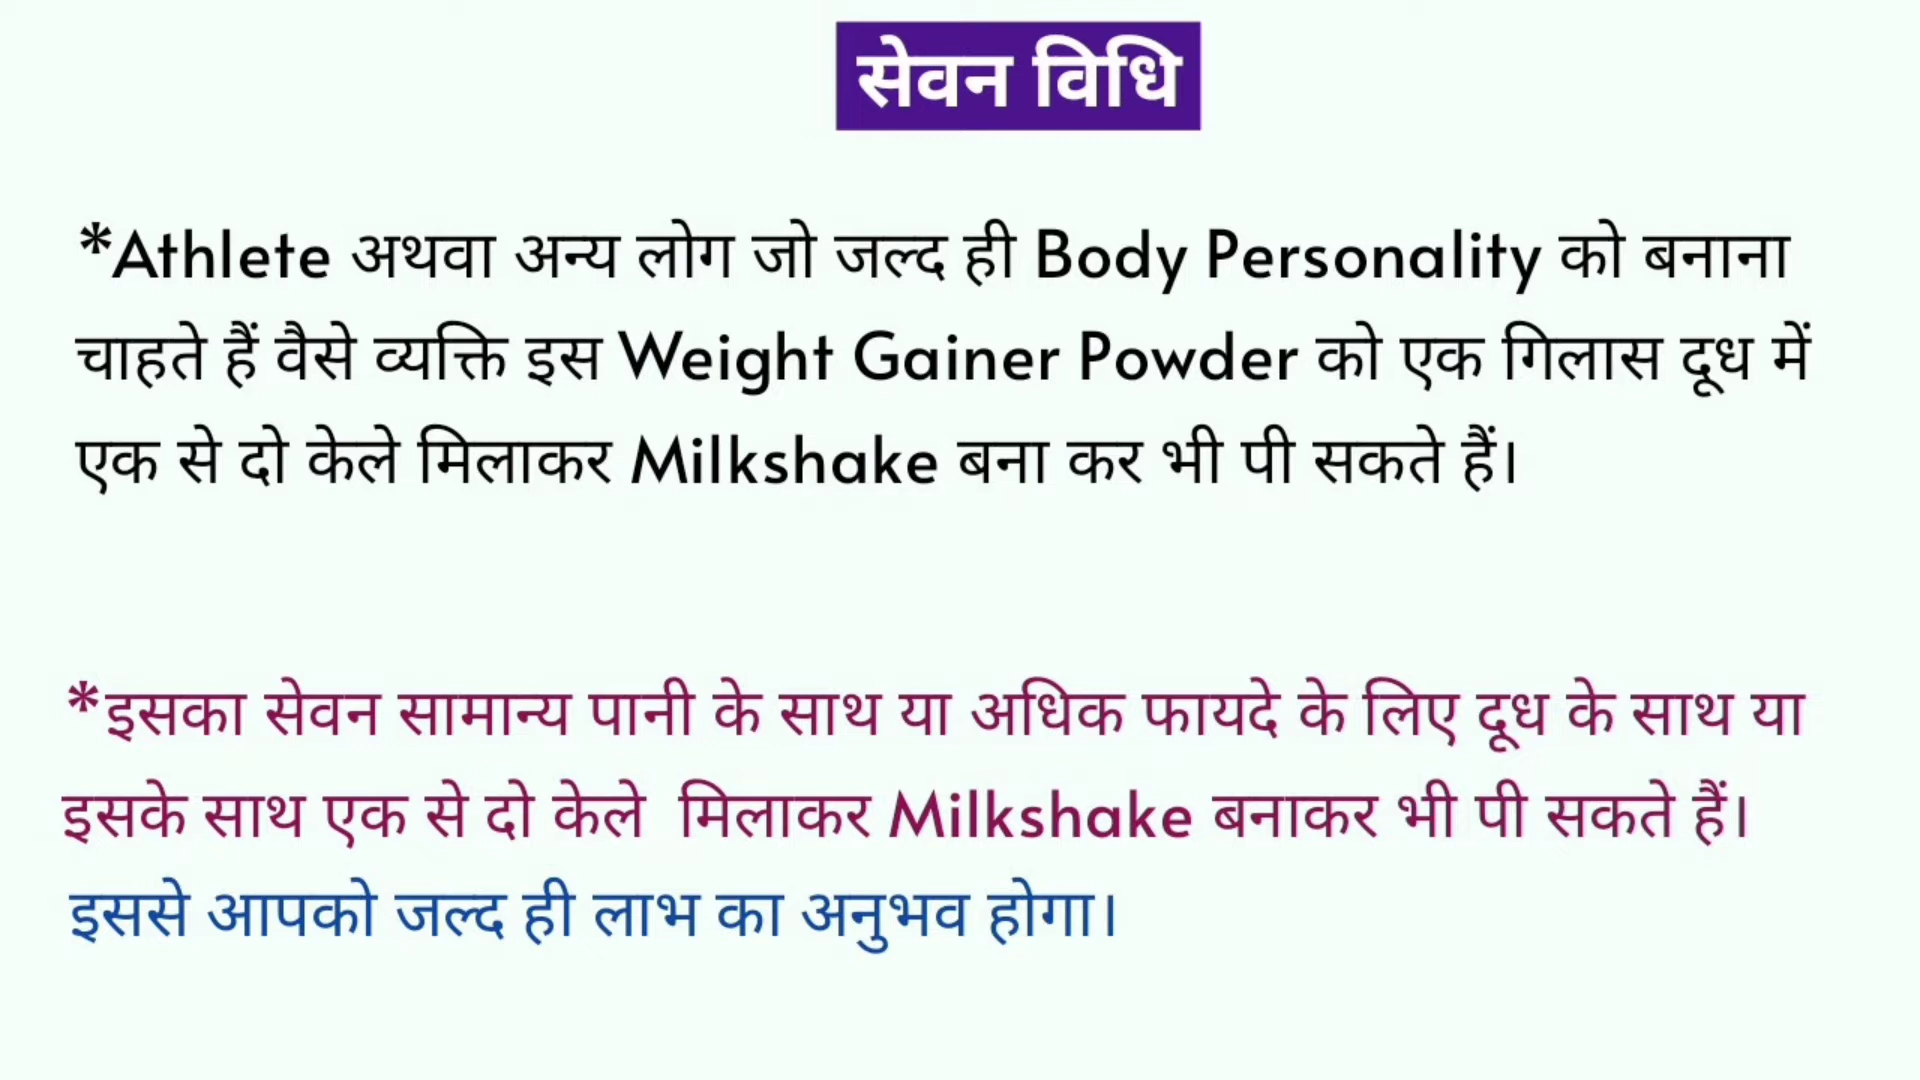 सेवन विधि
*Athlete अथवा अन्य लोग जो जल्द ही Body Personality को बनाना
चाहते हैं वैसे व्यक्ति इस Weight Gainer Powder को एक गिलास दूध में
एक से दो केले मिलाकर Milkshake बना कर भी पी सकते हैं।
*इसका सेवन सामान्य पानी के साथ या अधिक फायदे के लिए दूध के साथ या
इसके साथ एक से दो केले मिलाकर Milkshake बनाकर भी पी सकते हैं।
इससे आपको जल्द ही लाभ का अनुभव होगा।